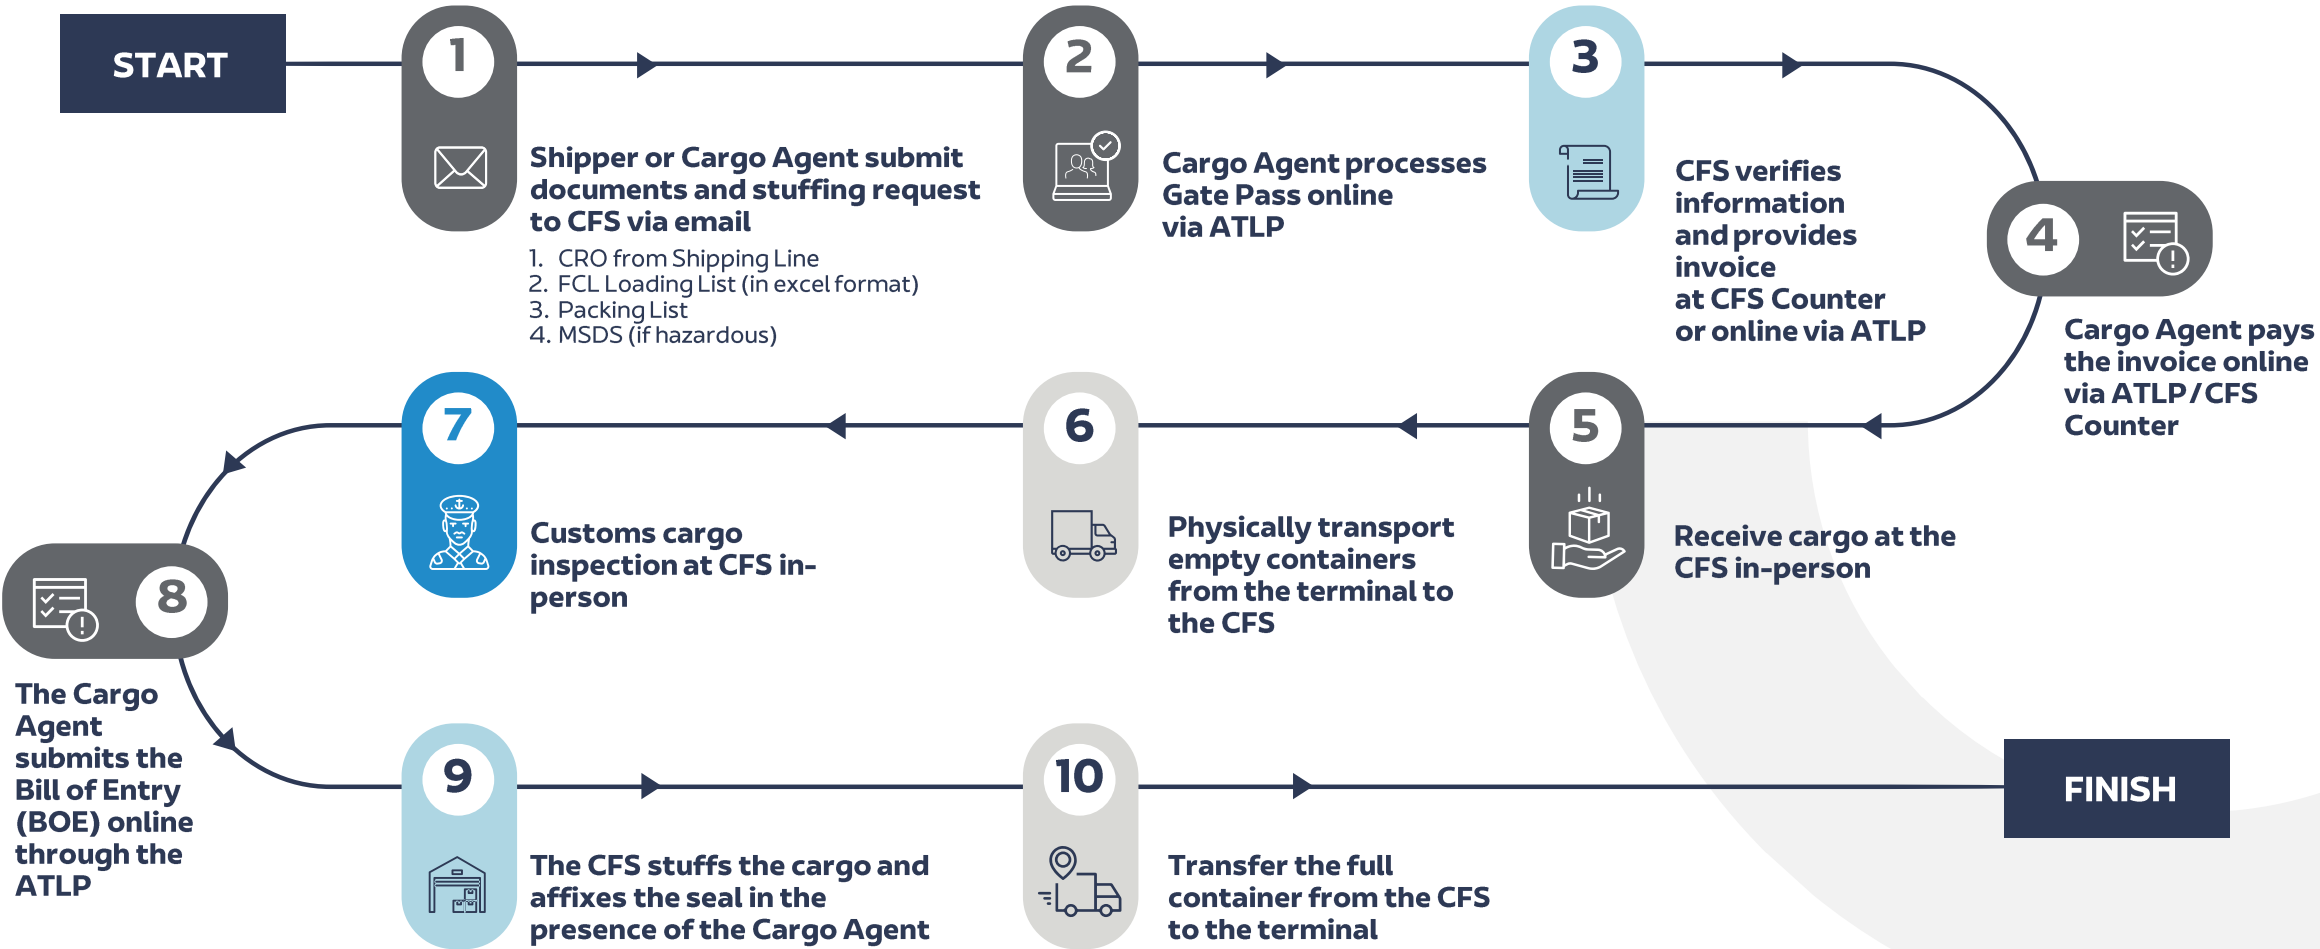 START
1
Shipper or Cargo Agent submit
documents and stuffing request
to CFS via email
1. CRO from Shipping Line
2. FCL Loading List (in excel format)
3. Packing List
4. MSDS (if hazardous)
2
Cargo Agent processes
Gate Pass online
via ATLP
3
CFS verifies
information
and provides
invoice
at CFS Counter
or online via ATLP
4
Cargo Agent pays
the invoice online
via ATLP/CFS
Counter
5
Receive cargo at the
CFS in-person
6
Physically transport
empty containers
from the terminal to
the CFS
7
Customs cargo
inspection at CFS in-
person
8
The Cargo
Agent
submits the
Bill of Entry
(BOE) online
through the
ATLP
9
The CFS stuffs the cargo and
affixes the seal in the
presence of the Cargo Agent
10
Transfer the full
container from the CFS
to the terminal
FINISH